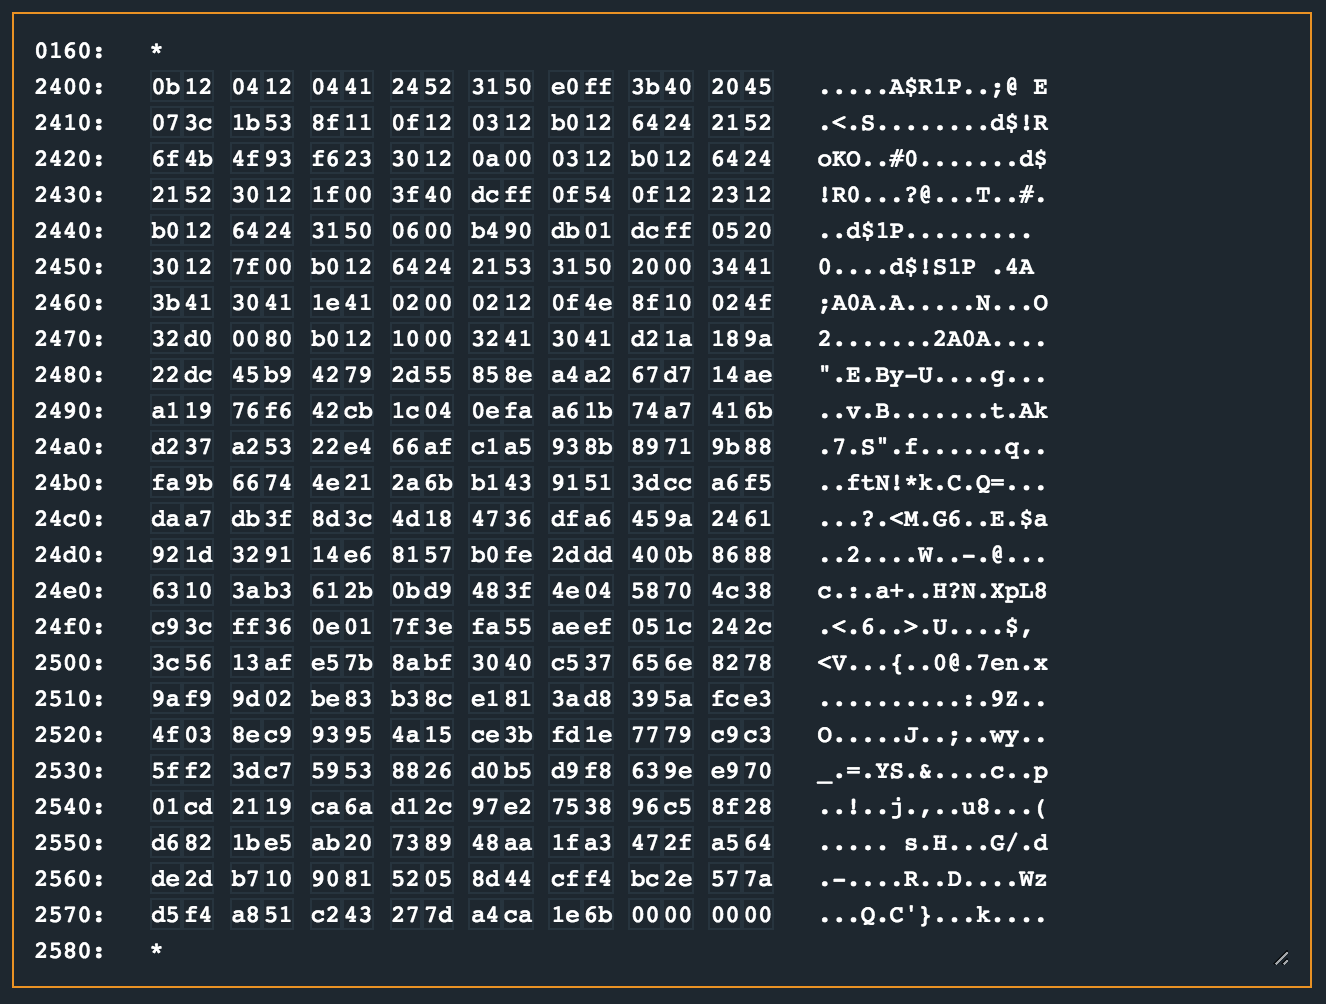 0160: *
2400: 0b12 0412 0441 2452 3150 e0ff 3b40 2045 .....A$R1P..;@ E
2410: 073c 1b53 8f11 0f12 0312 b012 6424 2152 .<.S........d$!R
2420: 6f4b 4f93 f623 3012 0a00 0312 b012 6424 oKO..#0.......d$
2430: 2152 3012 1f00 3f40 dcff 0f54 0f12 2312 !R0...?@...T..#.
2440: b012 6424 3150 0600 b490 db01 dcff 0520 ..d$1P.........
2450: 3012 7f00 b012 6424 2153 3150 2000 3441 0....d$!S1P .4A
2460: 3b41 3041 1e41 0200 0212 0f4e 8f10 024f ;A0A.A.....N...O
2470: 32d0 0080 b012 1000 3241 3041 d21a 189a 2.......2A0A....
2480: 22dc 45b9 4279 2d55 858e a4a2 67d7 14ae ".E.By-U....g...
2490: a119 76f6 42cb 1c04 0efa a61b 74a7 416b ..v.B.......t.Ak
24a0: d237 a253 22e4 66af c1a5 938b 8971 9b88 .7.S".f......q..
24b0: fa9b 6674 4e21 2a6b b143 9151 3dcc a6f5 ..ftN!*k.C.Q=...
24c0: daa7 db3f 8d3c 4d18 4736 dfa6 459a 2461 ...?.<M.G6..E.$a
24d0: 921d 3291 14e6 8157 b0fe 2ddd 400b 8688 ..2....W..-.@...
24e0: 6310 3ab3 612b 0bd9 483f 4e04 5870 4c38 c.:.a+..H?N.XpL8
24f0: c93c ff36 0e01 7f3e fa55 aeef 051c 242c .<.6..>.U....$,
2500: 3c56 13af e57b 8abf 3040 c537 656e 8278 <V...{..0@.7en.x
2510: 9af9 9d02 be83 b38c e181 3ad8 395a fce3 ..........:.9Z..
2520: 4f03 8ec9 9395 4a15 ce3b fd1e 7779 c9c3 O.....J..;..wy..
2530: 5ff2 3dc7 5953 8826 d0b5 d9f8 639e e970 _.=.YS.&....c..p
2540: 01cd 2119 ca6a d12c 97e2 7538 96c5 8f28 ..!..j.,..u8...(
2550: d682 1be5 ab20 7389 48aa 1fa3 472f a564 ..... s.H...G/.d
2560: de2d b710 9081 5205 8d44 cff4 bc2e 577a .-....R..D....Wz
2570: d5f4 a851 c243 277d a4ca 1e6b 0000 0000 ...Q.C'}...k....
2580: *